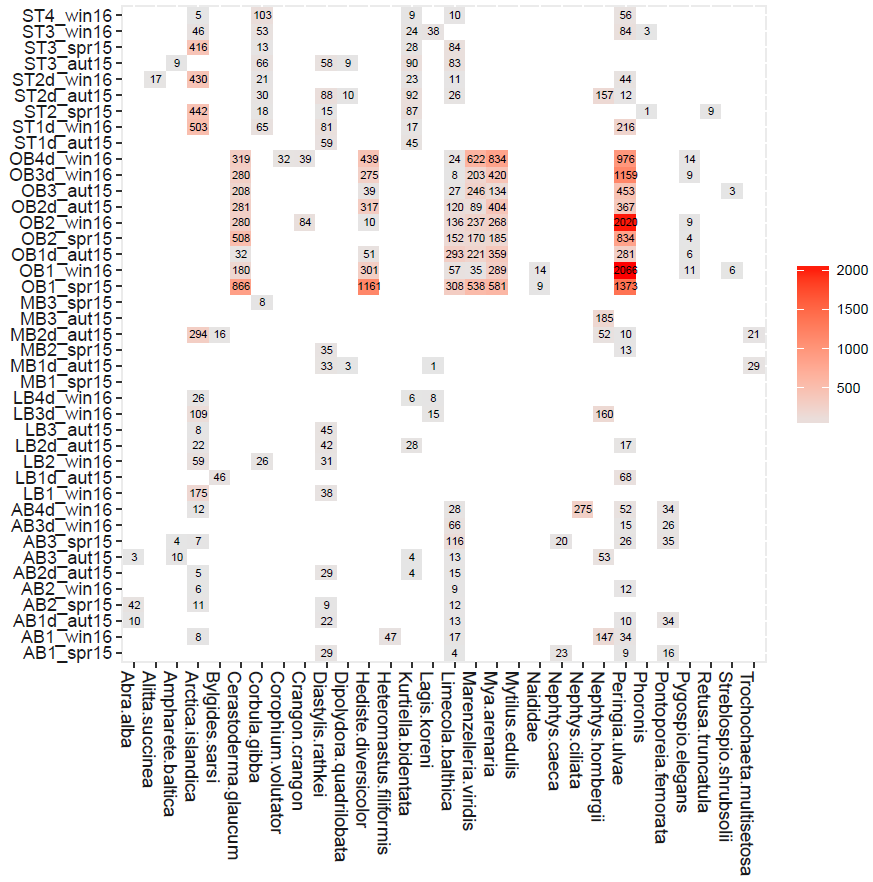 ST4_win16 5 103 9 10 56
ST3_win16 46 53 24 38 84 3
ST3_spr15 416 13 28 84
ST3_aut15 9 66 58 9 90 83
ST2d_win16 17 430 21 23 11 44
ST2d_aut15 30 88 10 92 26 157 12
ST2_spr15 442 18 15 87 1 9
ST1d_win16 503 65 81 17 216
ST1d_aut15 59 45
OB4d_win16 319 32 39 439 24 622 834 976 14
OB3d_win16 280 275 8 203 420 1159 9
OB3_aut15 208 39 27 246 134 453 3
OB2d_aut15 281 317 120 89 404 367
OB2_win16 280 84 10 136 237 268 2020 9
OB2_spr15 508 152 170 185 834 4
OB1d_aut15 32 51 293 221 359 281 6
OB1_win16 180 301 57 35 289 14 2066 11 6
OB1_spr15 866 1161 308 538 581 9 1373
MB3_spr15 8
MB3_aut15 185
MB2d_aut15 294 16 52 10 21
MB2_spr15 35 13
MB1d_aut15 33 3 1 29
MB1_spr15
LB4d_win16 26 6 8
LB3d_win16 109 15 160
LB3_aut15 8 45
LB2d_aut15 22 42 28 17
LB2_win16 59 26 31
LB1d_aut15 46 68
LB1_win16 175 38
AB4d_win16 12 28 275 52 34
AB3d_win16 66 15 26
AB3_spr15 4 7 116 20 26 35
AB3_aut15 3 10 4 13 53
AB2d_aut15 5 29 4 15
AB2_win16 6 9 12
AB2_spr15 42 11 9 12
AB1d_aut15 10 22 13 10 34
AB1_win16 8 47 17 147 34
AB1_spr15 29 4 23 9 16
Abra.alba
Alitta.succinea
Ampharete.baltica
Arctica.islandica
Bylgides.sarsi
Cerastoderma.glaucum
Corbula.gibba
Corophium.volutator
Crangon.crangon
Diastylis.rathkei
Dipolydora.quadrilobata
Hediste.diversicolor
Heteromastus.filiformis
Kurtiella.bidentata
Lagis.koreni
Limecola.balthica
Marenzelleria.viridis
Mya.arenaria
Mytilus.edulis
Naididae
Nephtys.caeca
Nephtys.ciliata
Nephtys.hombergii
Peringia.ulvae
Phoronis
Pontoporeia.femorata
Pygospio.elegans
Retusa.truncatula
Streblospio.shrubsolii
Trochochaeta.multisetosa
2000
1500
1000
500